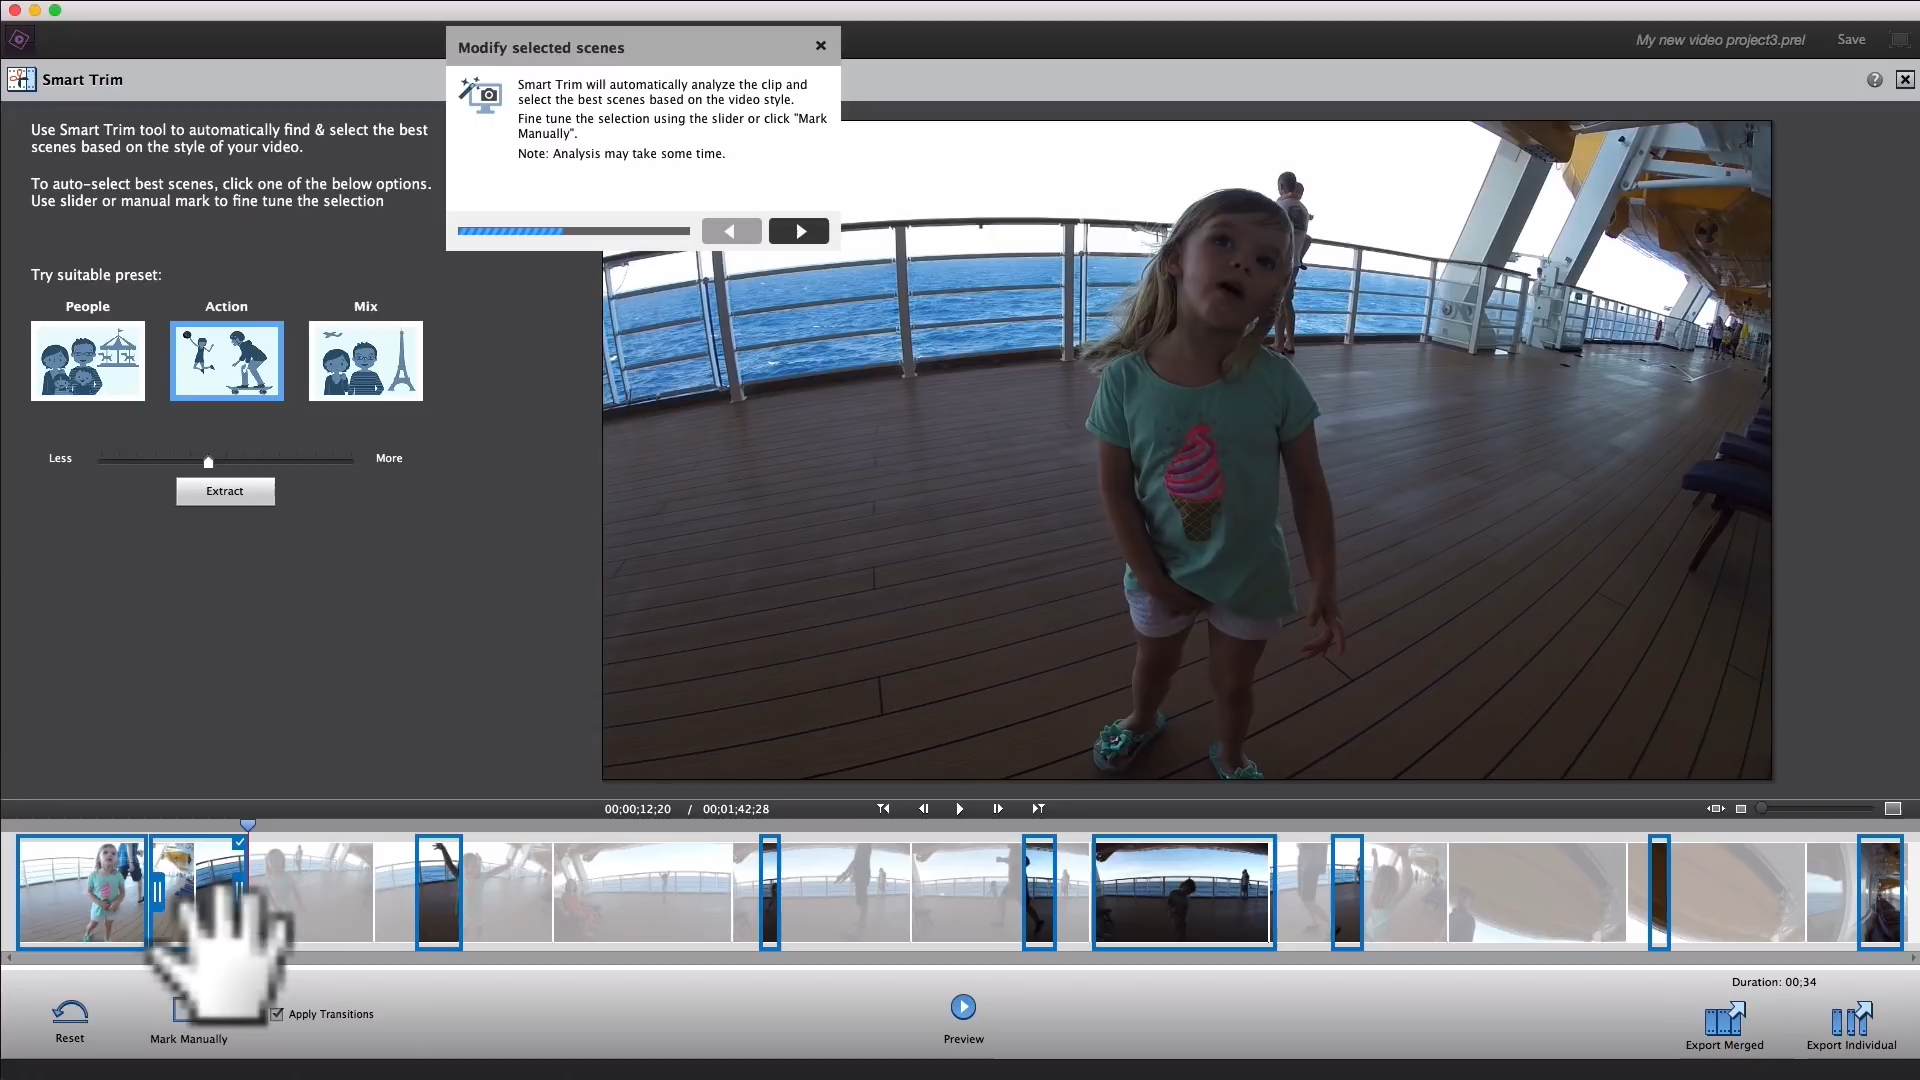 Modify selected scenes
Smart Trim will automatically analyze the clip and
select the best scenes based on the video style.
Fine tune the selection using the slider or click "Mark
Manually".
Note: Analysis may take some time.
My new video project3.prel
Save
Smart Trim
Use Smart Trim tool to automatically find & select the best
scenes based on the style of your video.
To auto-select best scenes, click one of the below options.
Use slider or manual mark to fine tune the selection
Try suitable preset:
People
Action
Mix
Less
More
Extract
00;00;12;20 / 00;01;42;28
Duration: 00;34
Reset
Mark Manually
Apply Transitions
Preview
Export Merged
Export Individual